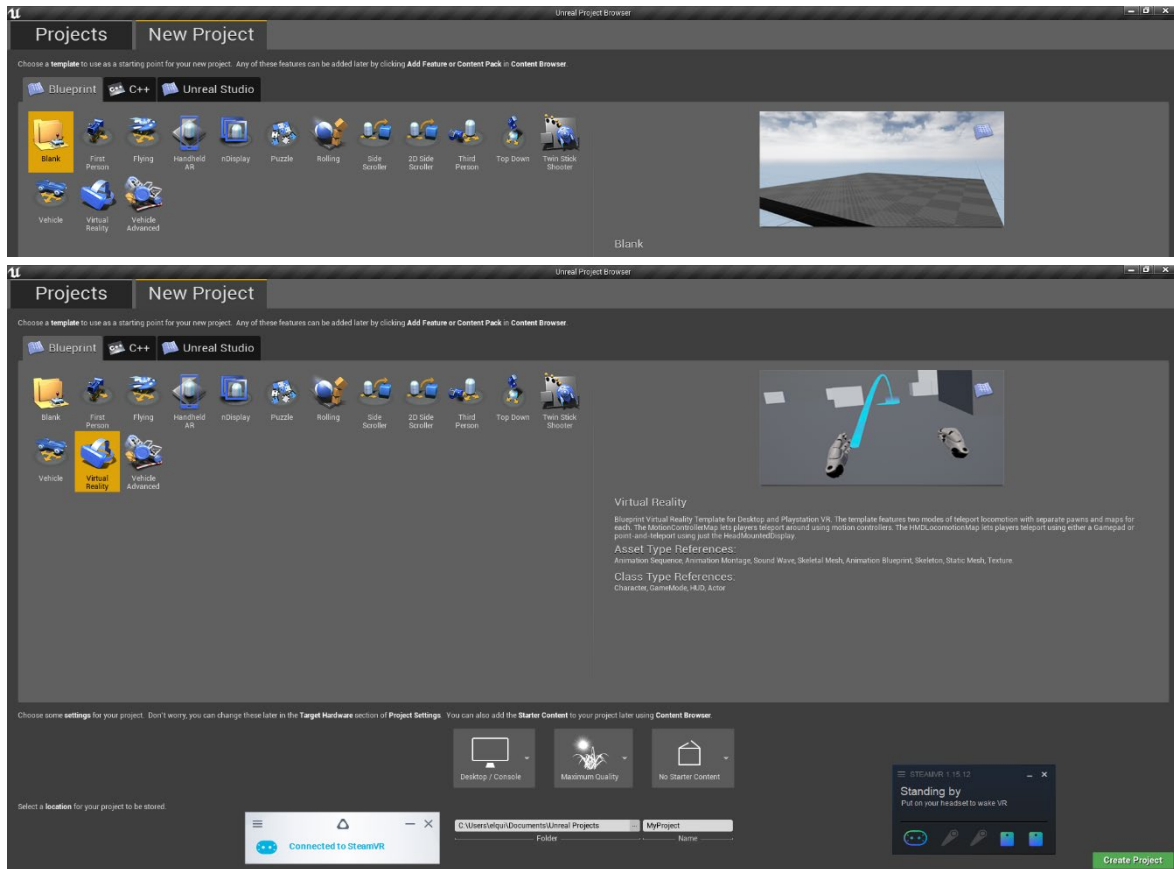 Unreal Project Browser
Projects
New Project
Choose a template to use as a starting point for your new project. Any of these features can be added later by clicking Add Feature or Content Pack in Content Browser.
Blueprint
C++
Unreal Studio
Blank
First Person
Flying
Handheld AR
nDisplay
Puzzle
Rolling
Side Scroller
2D Side Scroller
Third Person
Top Down
Twin Stick Shooter
Vehicle
Virtual Reality
Vehicle Advanced
Blank
Unreal Project Browser
Projects
New Project
Choose a template to use as a starting point for your new project. Any of these features can be added later by clicking Add Feature or Content Pack in Content Browser.
Blueprint
C++
Unreal Studio
Blank
First Person
Flying
Handheld AR
nDisplay
Puzzle
Rolling
Side Scroller
2D Side Scroller
Third Person
Top Down
Twin Stick Shooter
Vehicle
Virtual Reality
Vehicle Advanced
Virtual Reality
Blueprint Virtual Reality Template for Desktop and Playstation VR. The template features two modes of teleport locomotion with separate pawns and maps for
each. The MotionControllerMap lets players teleport around using motion controllers. The HMDLocomotionMap lets players teleport using either a Gamepad or
point-and-teleport using just the HeadMountedDisplay.
Asset Type References:
Animation Sequence, Animation Montage, Sound Wave, Skeletal Mesh, Animation Blueprint, Skeleton, Static Mesh, Texture
Class Type References:
Character, GameMode, HUD, Actor
Choose some settings for your project. Don't worry, you can change these later in the Target Hardware section of Project Settings. You can also add the Starter Content to your project later using Content Browser.
Desktop / Console
Maximum Quality
No Starter Content
STEAMVR 1.15.12
Standing by
Put on your headset to wake VR
Select a location for your project to be stored.
Connected to SteamVR
C:\Users\elqui\Documents\Unreal Projects
...
MyProject
Folder
Name
Create Project